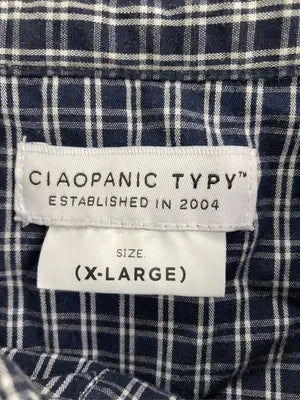 CIAOPANIC TYPY™
ESTABLISHED IN 2004
SIZE.
(X-LARGE)